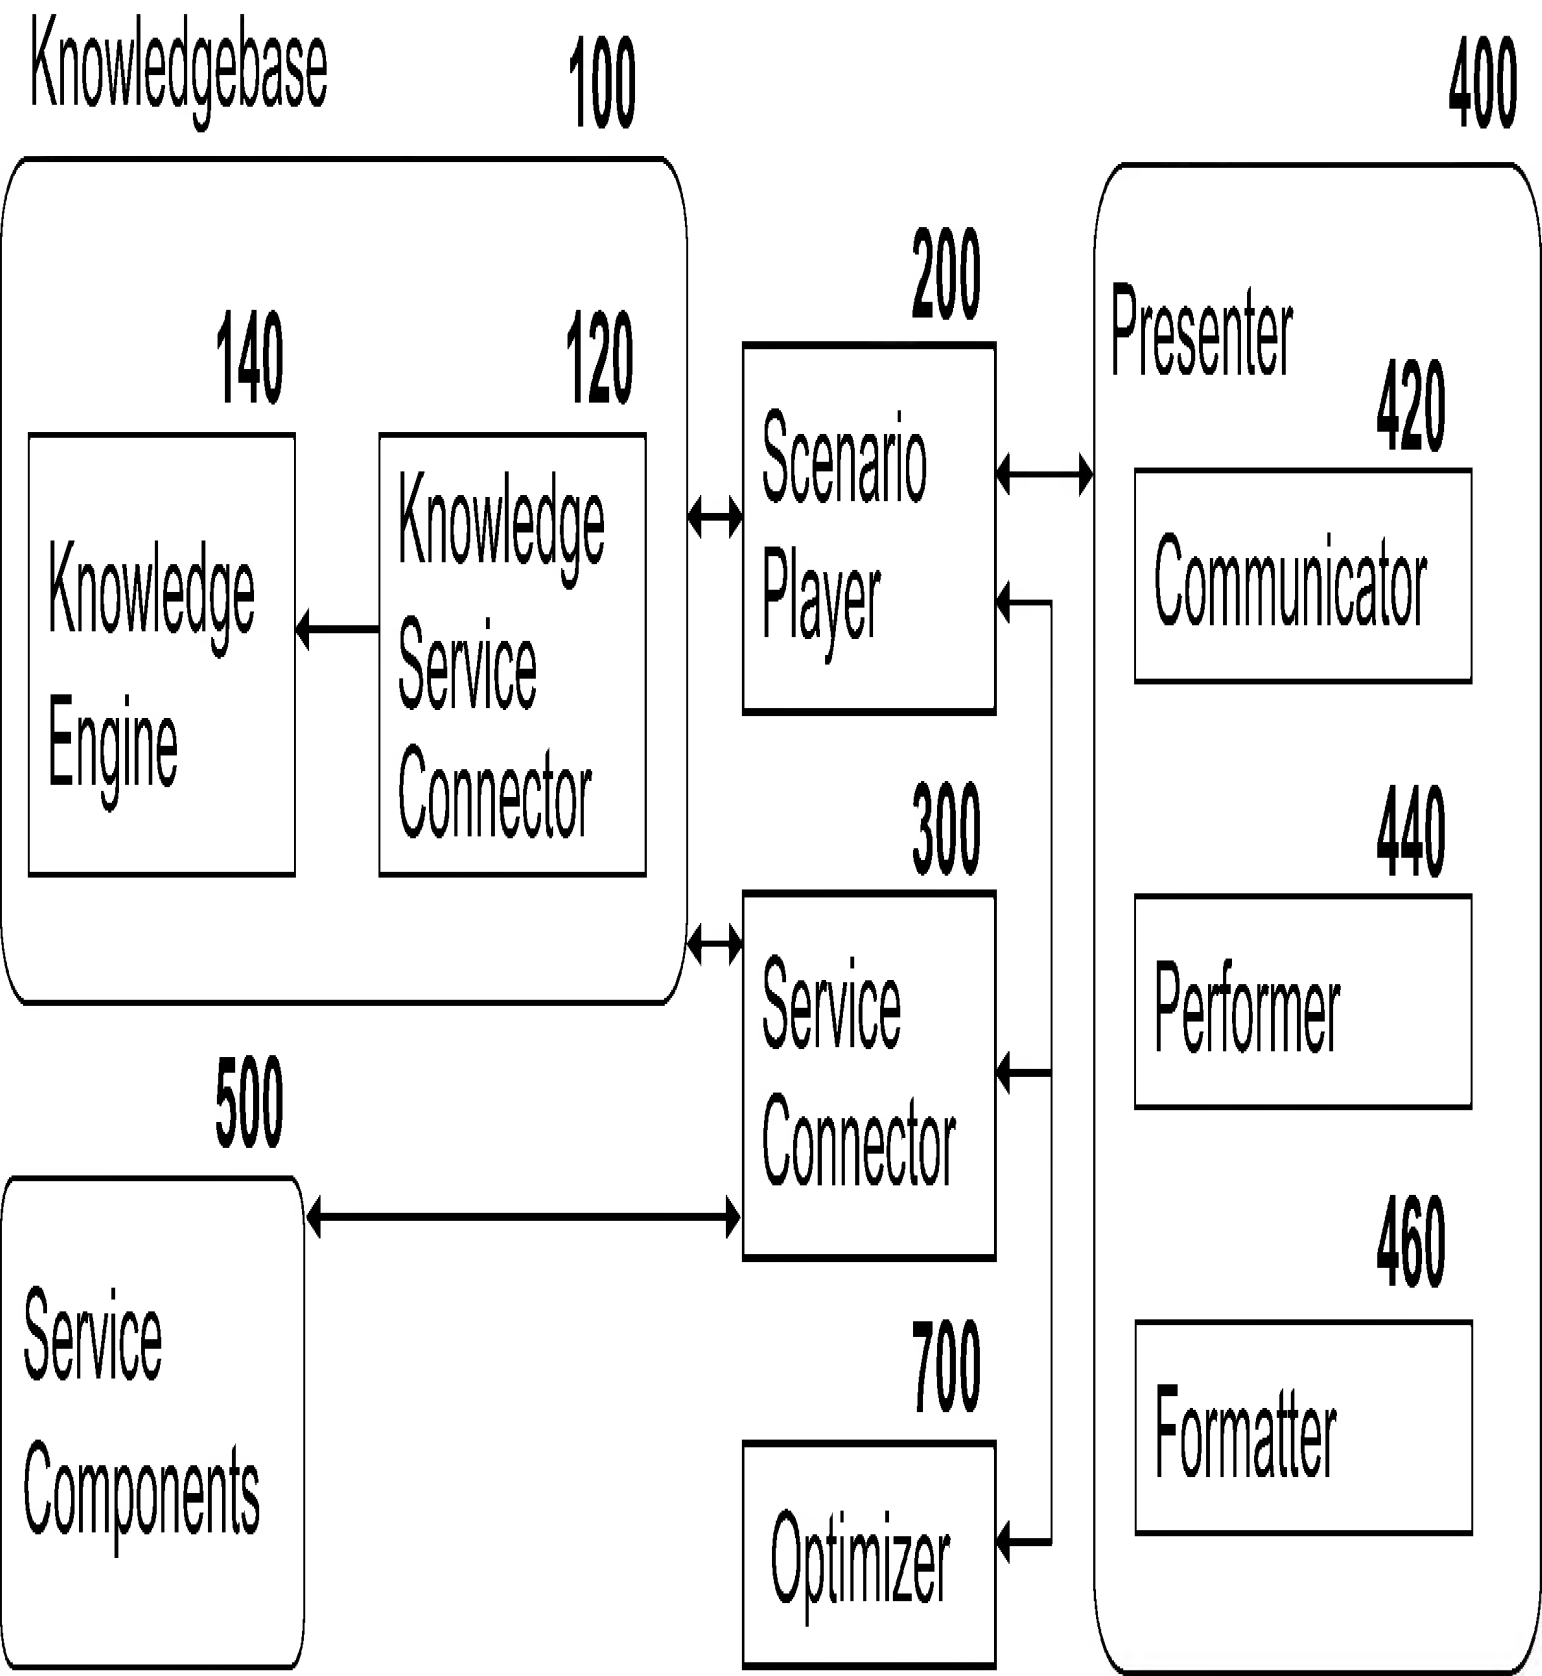 Knowledgebase
100
400
200
Presenter
140
120
420
Scenario
Player
Knowledge
Engine
Knowledge
Service
Connector
Communicator
300
440
Service
Connector
Performer
500
460
Service
Components
700
Formatter
Optimizer